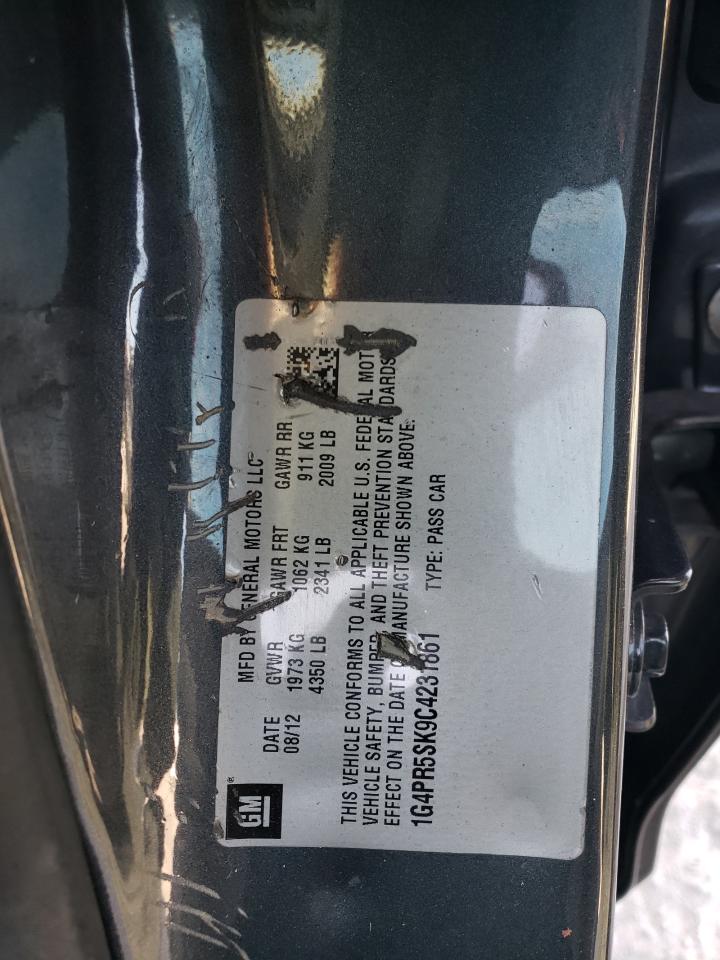 MFD BY GENERAL MOTORS LLC
DATE GVWR GAWR FRT GAWR RR
08/12 1973 KG 1062 KG 911 KG
4350 LB 2341 LB 2009 LB
GM®
THIS VEHICLE CONFORMS TO ALL APPLICABLE U.S. FEDERAL MOTOR
VEHICLE SAFETY, BUMPER, AND THEFT PREVENTION STANDARDS
EFFECT ON THE DATE OF MANUFACTURE SHOWN ABOVE.
1G4PR5SK9C4231661 TYPE: PASS CAR